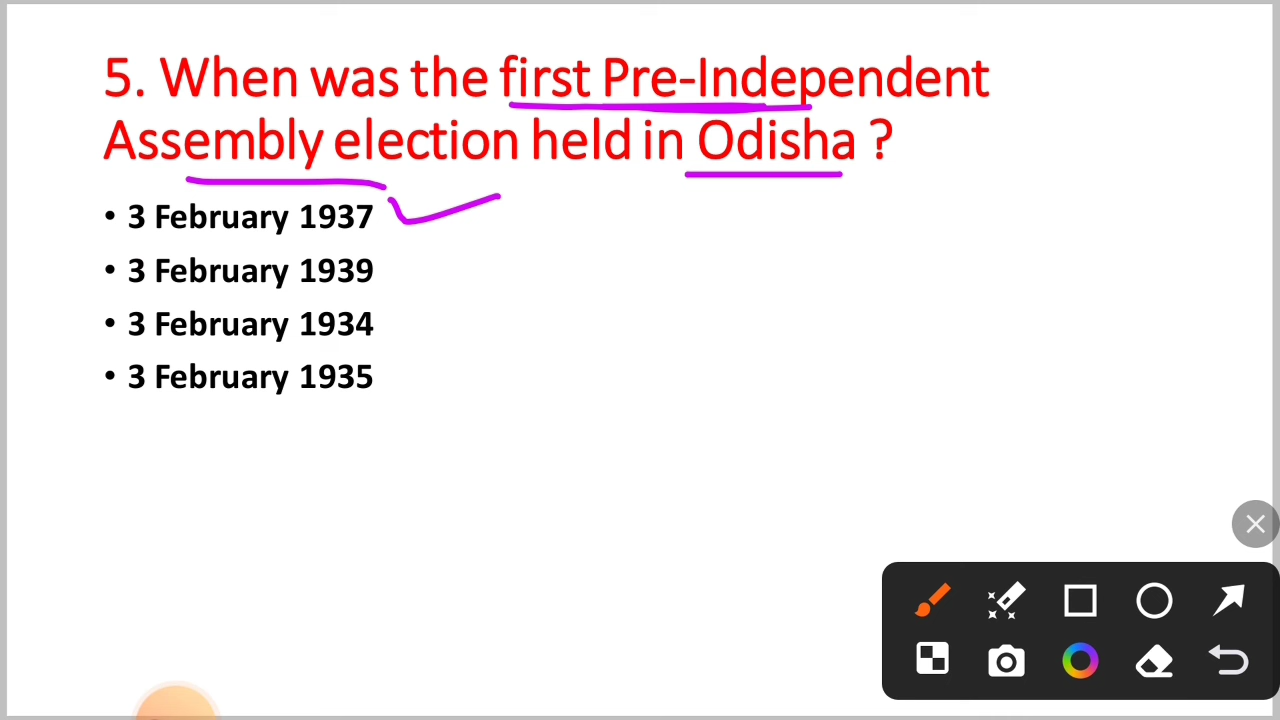 5. When was the first Pre-Independent
Assembly election held in Odisha ?
• 3 February 1937
• 3 February 1939
• 3 February 1934
• 3 February 1935